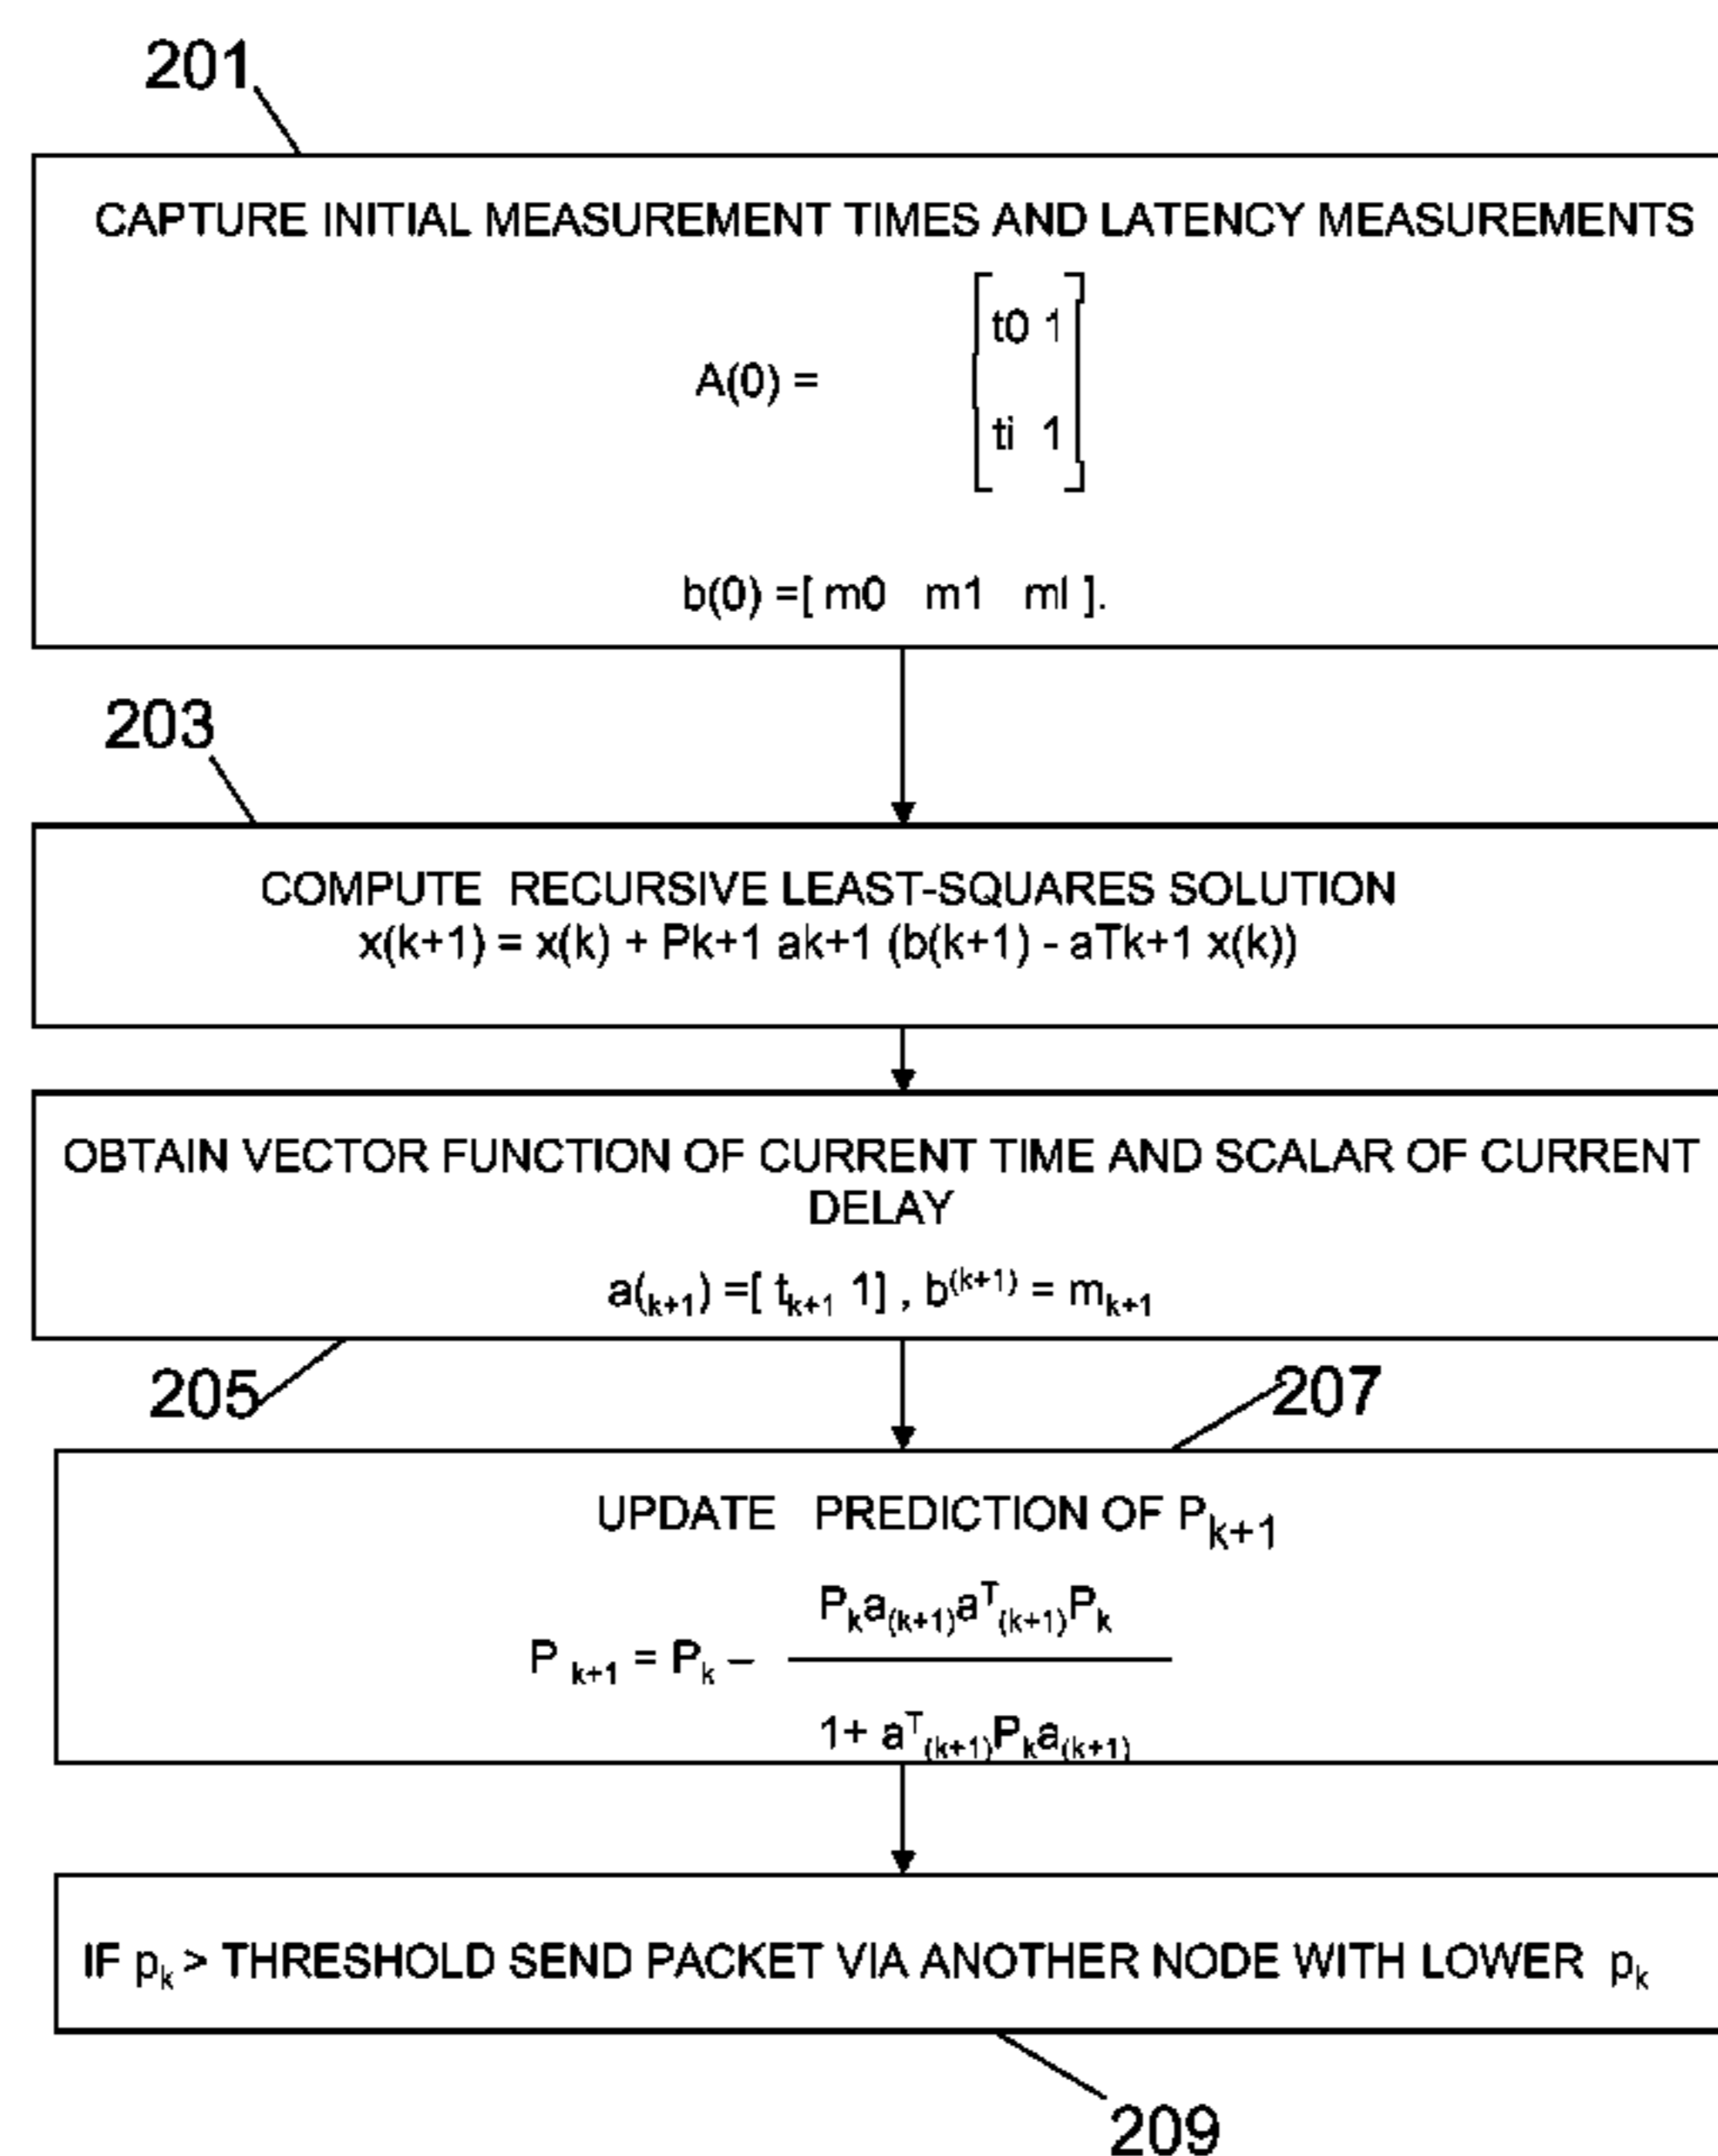 201
CAPTURE INITIAL MEASUREMENT TIMES AND LATENCY MEASUREMENTS
t0 1
A(0) =
ti 1
b(0) =[ m0 m1 ml ].
203
COMPUTE RECURSIVE LEAST-SQUARES SOLUTION
x(k+1) = x(k) + Pk+1 ak+1 (b(k+1) - aTk+1 x(k))
OBTAIN VECTOR FUNCTION OF CURRENT TIME AND SCALAR OF CURRENT
DELAY
a(k+1) =[ tk+1 1] , b(k+1) = mk+1
205
207
UPDATE PREDICTION OF Pk+1
Pka(k+1)aT(k+1)Pk
P k+1 = Pk –
1+ aT(k+1)Pka(k+1)
IF pk > THRESHOLD SEND PACKET VIA ANOTHER NODE WITH LOWER pk
209